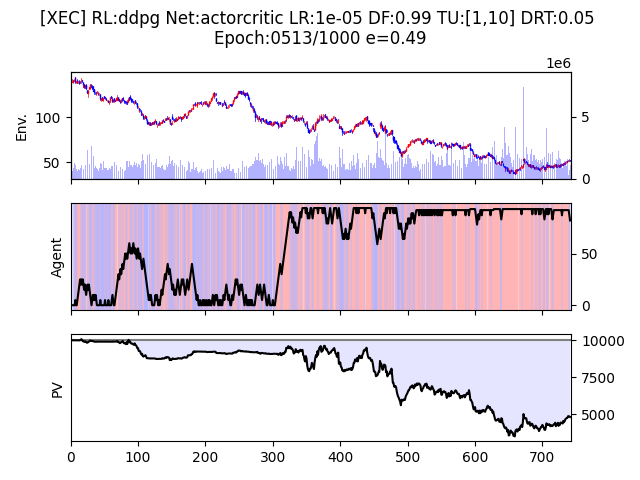 [XEC] RL:ddpg Net:actorcritic LR:1e-05 DF:0.99 TU:[1,10] DRT:0.05
Epoch:0513/1000 e=0.49
1e6
Env.
100
50
5
0
Agent
50
0
PV
10000
7500
5000
0 100 200 300 400 500 600 700